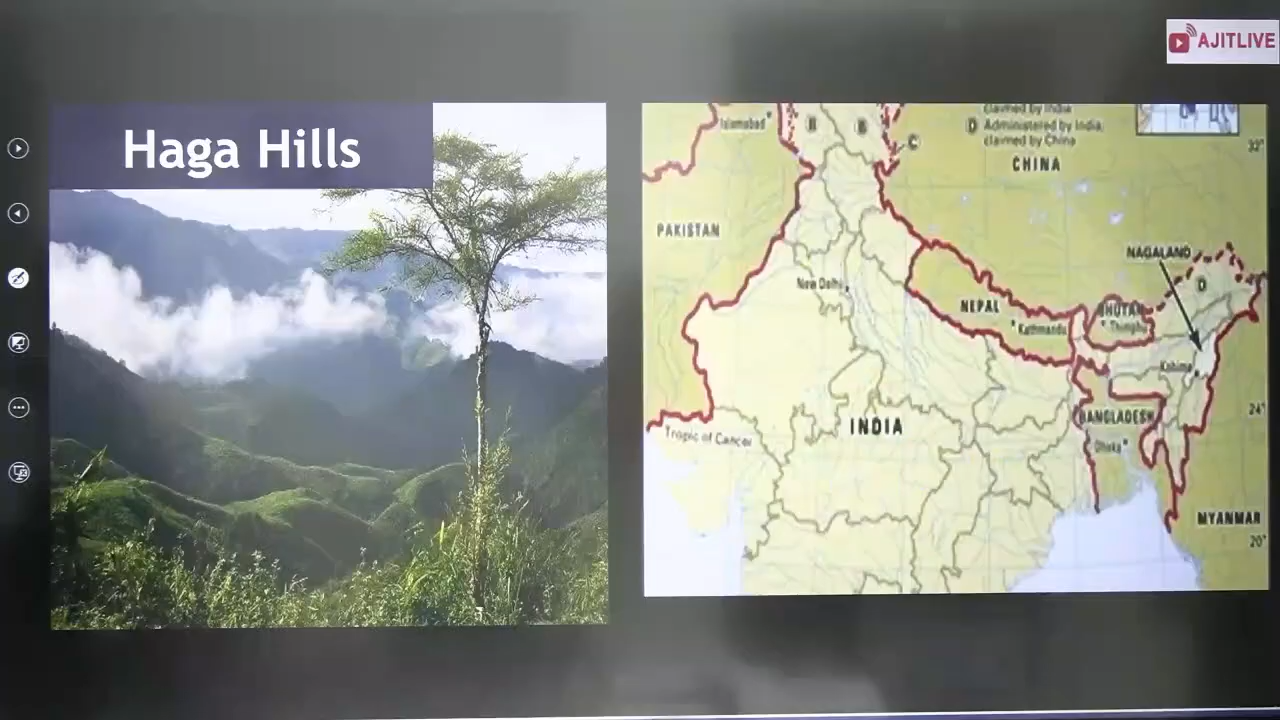 AJITLIVE
Haga Hills
Islamabad
B
B
C
claimed by India
D Administered by India,
claimed by China
32°
CHINA
PAKISTAN
NAGALAND
D
New Delhi
NEPAL
Kathmandu
BHUTAN
Thimphu
Kohima
INDIA
24°
BANGLADESH
Tropic of Cancer
Dhaka
MYANMAR
20°